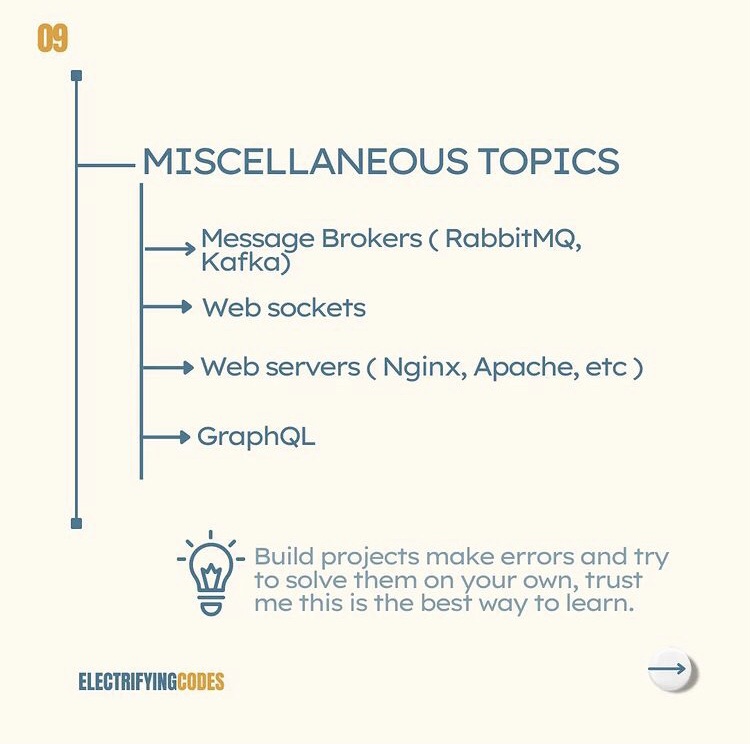 09
MISCELLANEOUS TOPICS
Message Brokers ( RabbitMQ,
Kafka)
Web sockets
Web servers ( Nginx, Apache, etc )
GraphQL
Build projects make errors and try
to solve them on your own, trust
me this is the best way to learn.
ELECTRIFYINGCODES